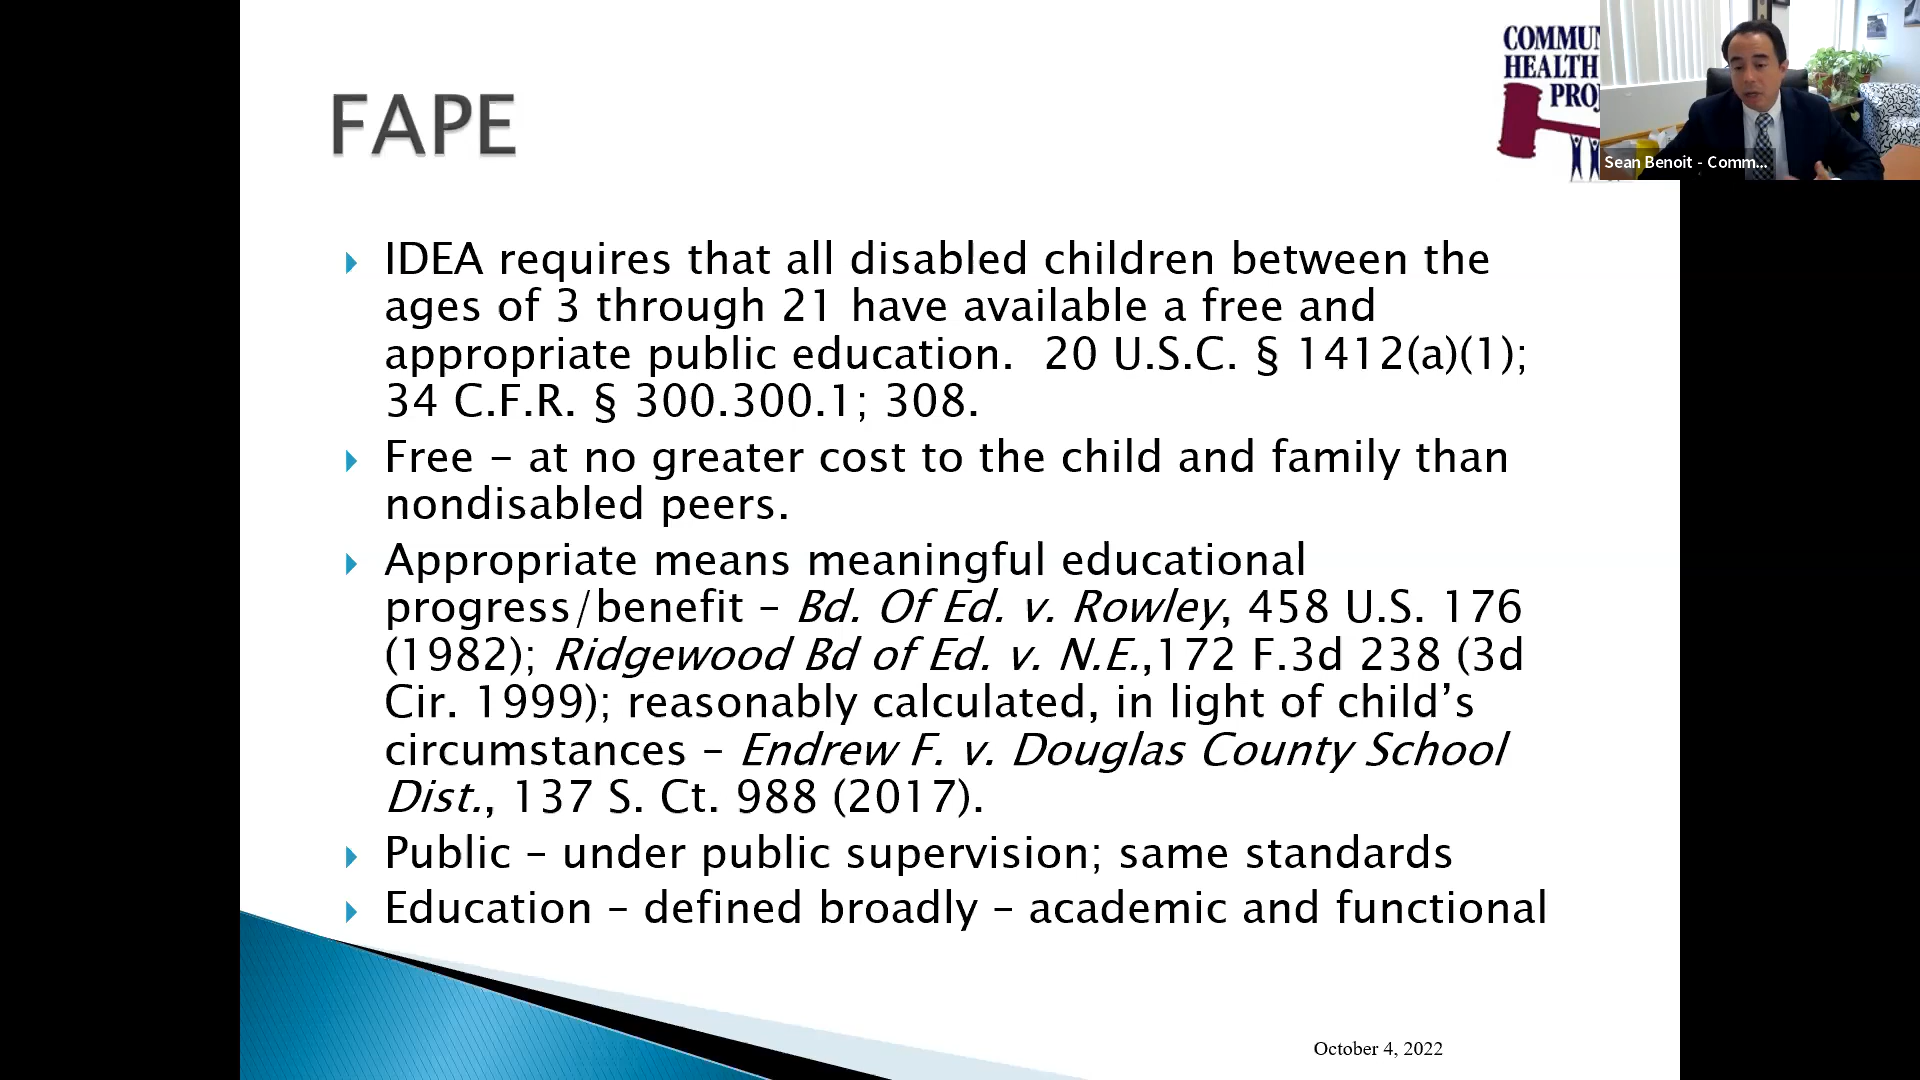 COMMU
HEALTH
PROJ
FAPE
Sean Benoit - Comm...
IDEA requires that all disabled children between the
ages of 3 through 21 have available a free and
appropriate public education.  20 U.S.C. § 1412(a)(1);
34 C.F.R. § 300.300.1; 308.
Free – at no greater cost to the child and family than
nondisabled peers.
Appropriate means meaningful educational
progress/benefit – Bd. Of Ed. v. Rowley, 458 U.S. 176
(1982); Ridgewood Bd of Ed. v. N.E.,172 F.3d 238 (3d
Cir. 1999); reasonably calculated, in light of child’s
circumstances – Endrew F. v. Douglas County School
Dist., 137 S. Ct. 988 (2017).
Public – under public supervision; same standards
Education – defined broadly – academic and functional
October 4, 2022